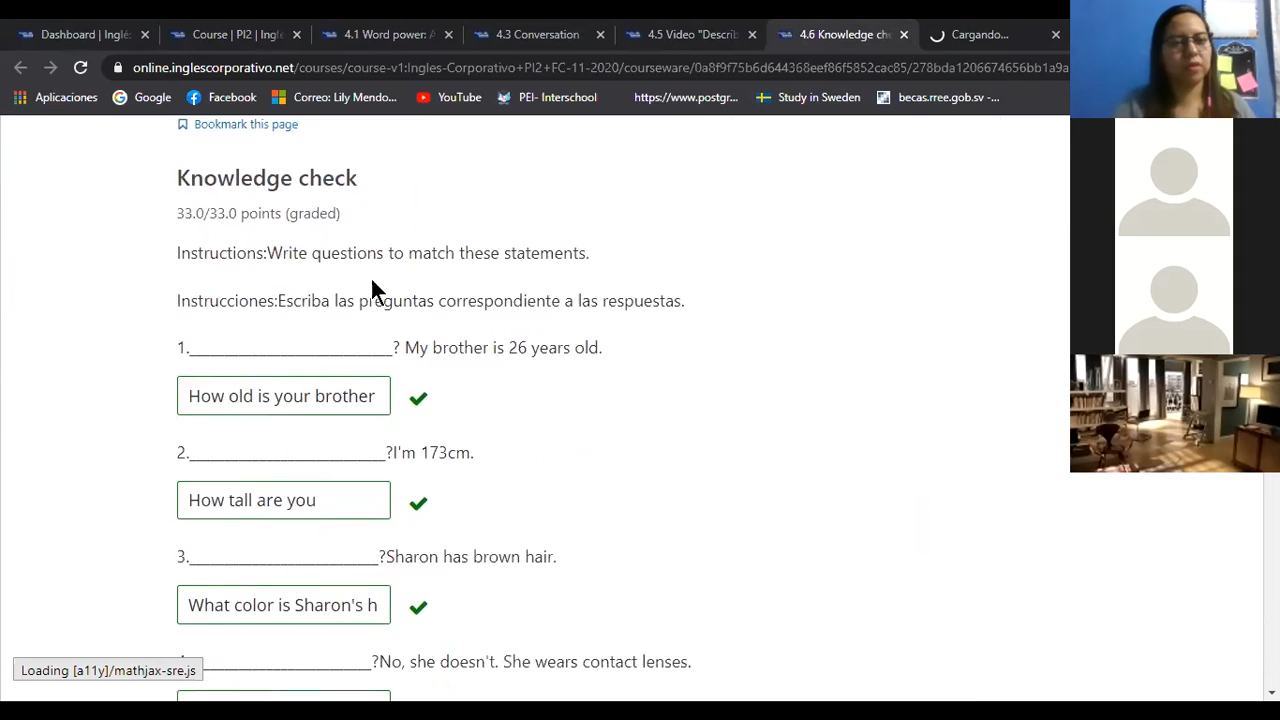 Dashboard | Inglé:
Course | PI2 | Ingl
4.1 Word power: A
4.3 Conversation
4.5 Video "Describ
4.6 Knowledge che
Cargando...
online.inglescorporativo.net/courses/course-v1:Ingles-Corporativo+PI2+FC-11-2020/courseware/0a8f9f75b6d644368eef86f5852cac85/278bda1206674656bb1a9a
Aplicaciones
Google
Facebook
Correo: Lily Mendo...
YouTube
PEI- Interschool
https://www.postgr...
Study in Sweden
becas.rree.gob.sv -...
Bookmark this page
Knowledge check
33.0/33.0 points (graded)
Instructions:Write questions to match these statements.
Instrucciones:Escriba las preguntas correspondiente a las respuestas.
1.__________________________? My brother is 26 years old.
How old is your brother
2._________________________?I'm 173cm.
How tall are you
3.________________________?Sharon has brown hair.
What color is Sharon's h
______________________?No, she doesn't. She wears contact lenses.
Loading [a11y]/mathjax-sre.js